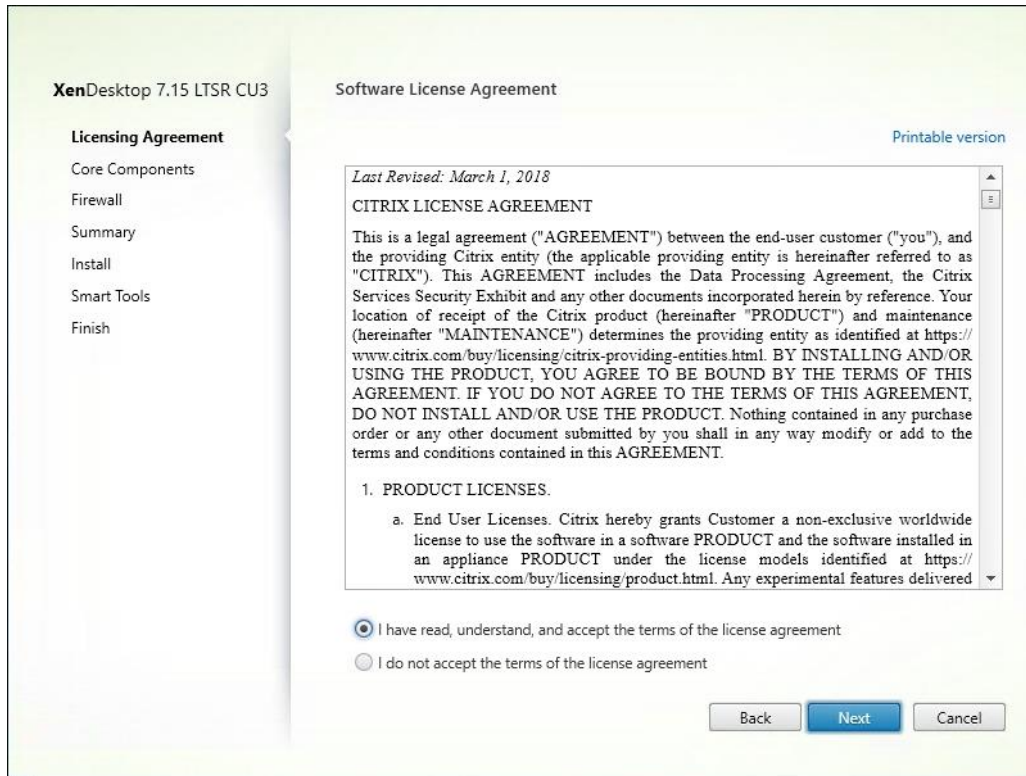 XenDesktop 7.15 LTSR CU3
Licensing Agreement
Core Components
Firewall
Summary
Install
Smart Tools
Finish
Software License Agreement
Printable version
Last Revised: March 1, 2018
CITRIX LICENSE AGREEMENT
This is a legal agreement ("AGREEMENT") between the end-user customer ("you"), and
the providing Citrix entity (the applicable providing entity is hereinafter referred to as
"CITRIX"). This AGREEMENT includes the Data Processing Agreement, the Citrix
Services Security Exhibit and any other documents incorporated herein by reference. Your
location of receipt of the Citrix product (hereinafter "PRODUCT") and maintenance
(hereinafter "MAINTENANCE") determines the providing entity as identified at https://
www.citrix.com/buy/licensing/citrix-providing-entities.html. BY INSTALLING AND/OR
USING THE PRODUCT, YOU AGREE TO BE BOUND BY THE TERMS OF THIS
AGREEMENT. IF YOU DO NOT AGREE TO THE TERMS OF THIS AGREEMENT,
DO NOT INSTALL AND/OR USE THE PRODUCT. Nothing contained in any purchase
order or any other document submitted by you shall in any way modify or add to the
terms and conditions contained in this AGREEMENT.
1. PRODUCT LICENSES.
a. End User Licenses. Citrix hereby grants Customer a non-exclusive worldwide
license to use the software in a software PRODUCT and the software installed in
an appliance PRODUCT under the license models identified at https://
www.citrix.com/buy/licensing/product.html. Any experimental features delivered
I have read, understand, and accept the terms of the license agreement
I do not accept the terms of the license agreement
Back
Next
Cancel